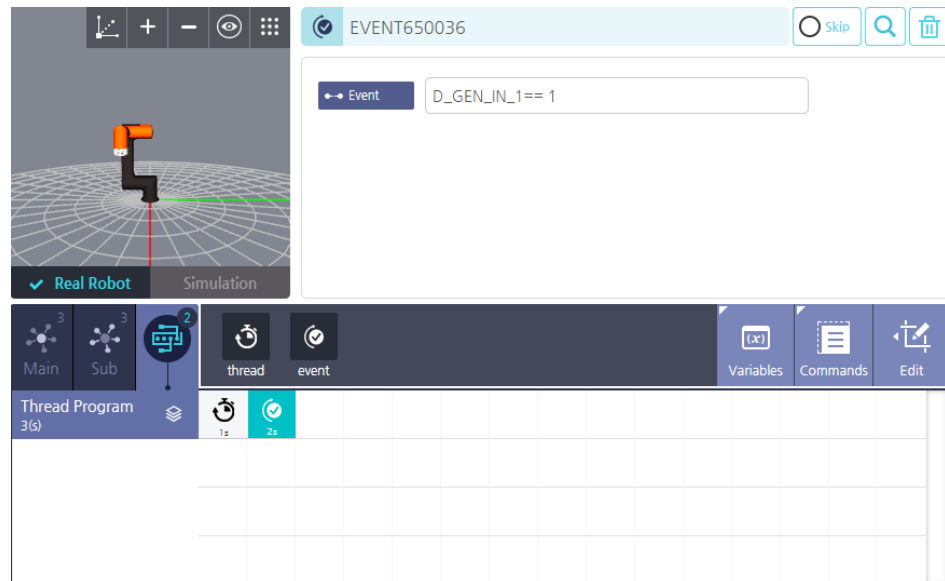 EVENT650036
Skip
Event
D_GEN_IN_1== 1
Real Robot
Simulation
3
Main
3
Sub
2
thread
event
(x)
Variables
Commands
Edit
Thread Program
3(s)
1s
2s